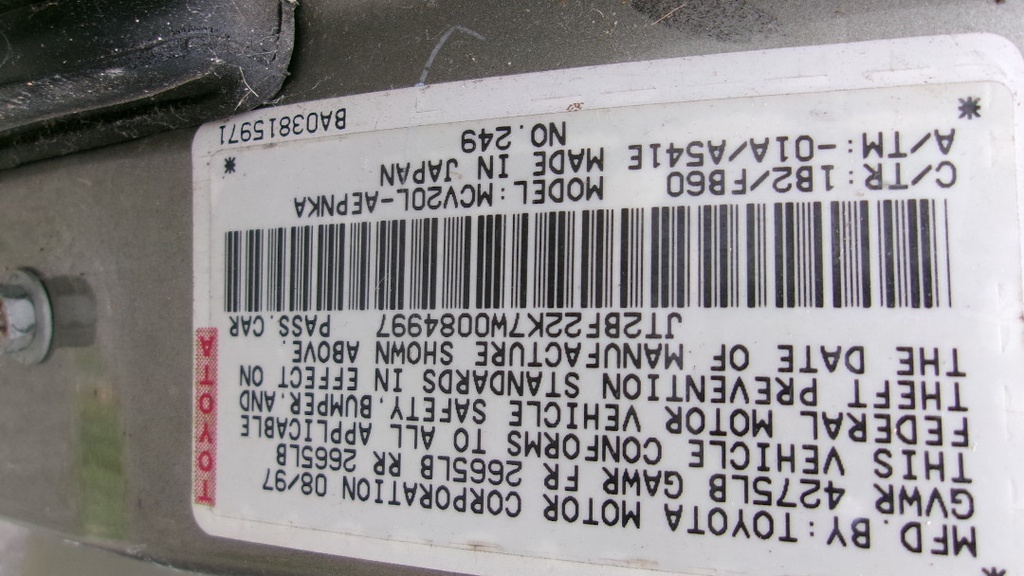 MFD. BY: TOYOTA MOTOR CORPORATION 08/97
GVWR 4275LB GAWR FR 2665LB RR 2665LB
THIS VEHICLE CONFORMS TO ALL APPLICABLE
FEDERAL MOTOR VEHICLE SAFETY, BUMPER, AND
THEFT PREVENTION STANDARDS IN EFFECT ON
THE DATE OF MANUFACTURE SHOWN ABOVE.
JT2BF22K7W0084997 PASS. CAR
C/TR: 1B2/FB60 MODEL: MCV20L-AEPNKA
A/TM: -01A/A541E MADE IN JAPAN
NO. 249
BA03815971
TOYOTA